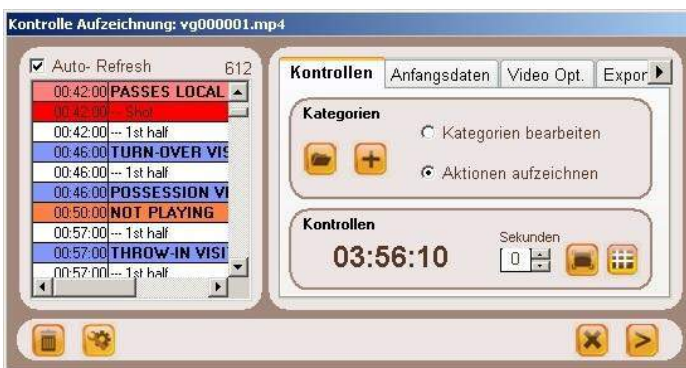 Kontrolle Aufzeichnung: vg000001.mp4
Auto- Refresh 612
00:42:00 PASSES LOCAL
00:42:00 --- Shot
00:42:00 --- 1st half
00:46:00 TURN-OVER VIS
00:46:00 --- 1st half
00:46:00 POSSESSION VI
00:50:00 NOT PLAYING
00:57:00 --- 1st half
00:57:00 THROW-IN VISI
00:57:00 --- 1st half
Kontrollen Anfangsdaten Video Opt. Expor
Kategorien
Kategorien bearbeiten
Aktionen aufzeichnen
Kontrollen
Sekunden
03:56:10 0